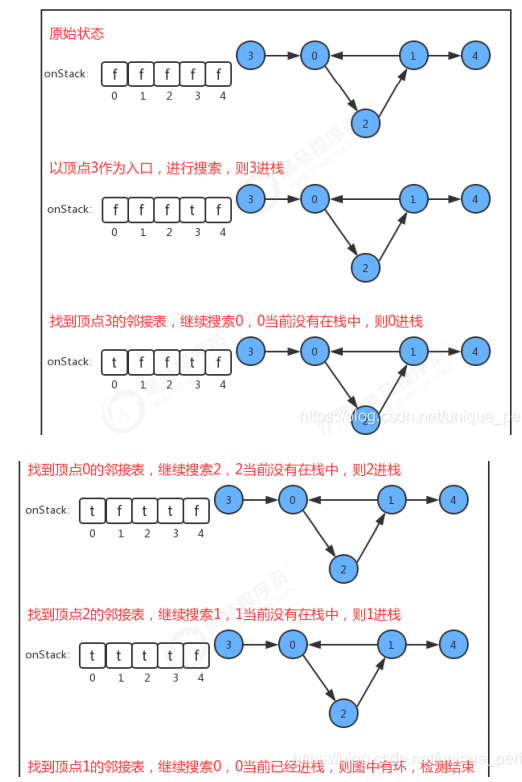 原始状态
onStack: f f f f f
0 1 2 3 4
3 0 1 4
2
以顶点3作为入口，进行搜索，则3进栈
onStack: f f f t f
0 1 2 3 4
3 0 1 4
2
找到顶点3的邻接表，继续搜索0，0当前没有在栈中，则0进栈
onStack: t f f t f
0 1 2 3 4
3 0 1 4
2
https://blog.csdn.net/unique_pe
找到顶点0的邻接表，继续搜索2，2当前没有在栈中，则2进栈
onStack: t f t t f
0 1 2 3 4
3 0 1 4
2
找到顶点2的邻接表，继续搜索1，1当前没有在栈中，则1进栈
onStack: t t t t f
0 1 2 3 4
3 0 1 4
2
https://blog.csdn.net/unique_perf
找到顶点1的邻接表，继续搜索0，0当前已经进栈，则图中有环，检测结束